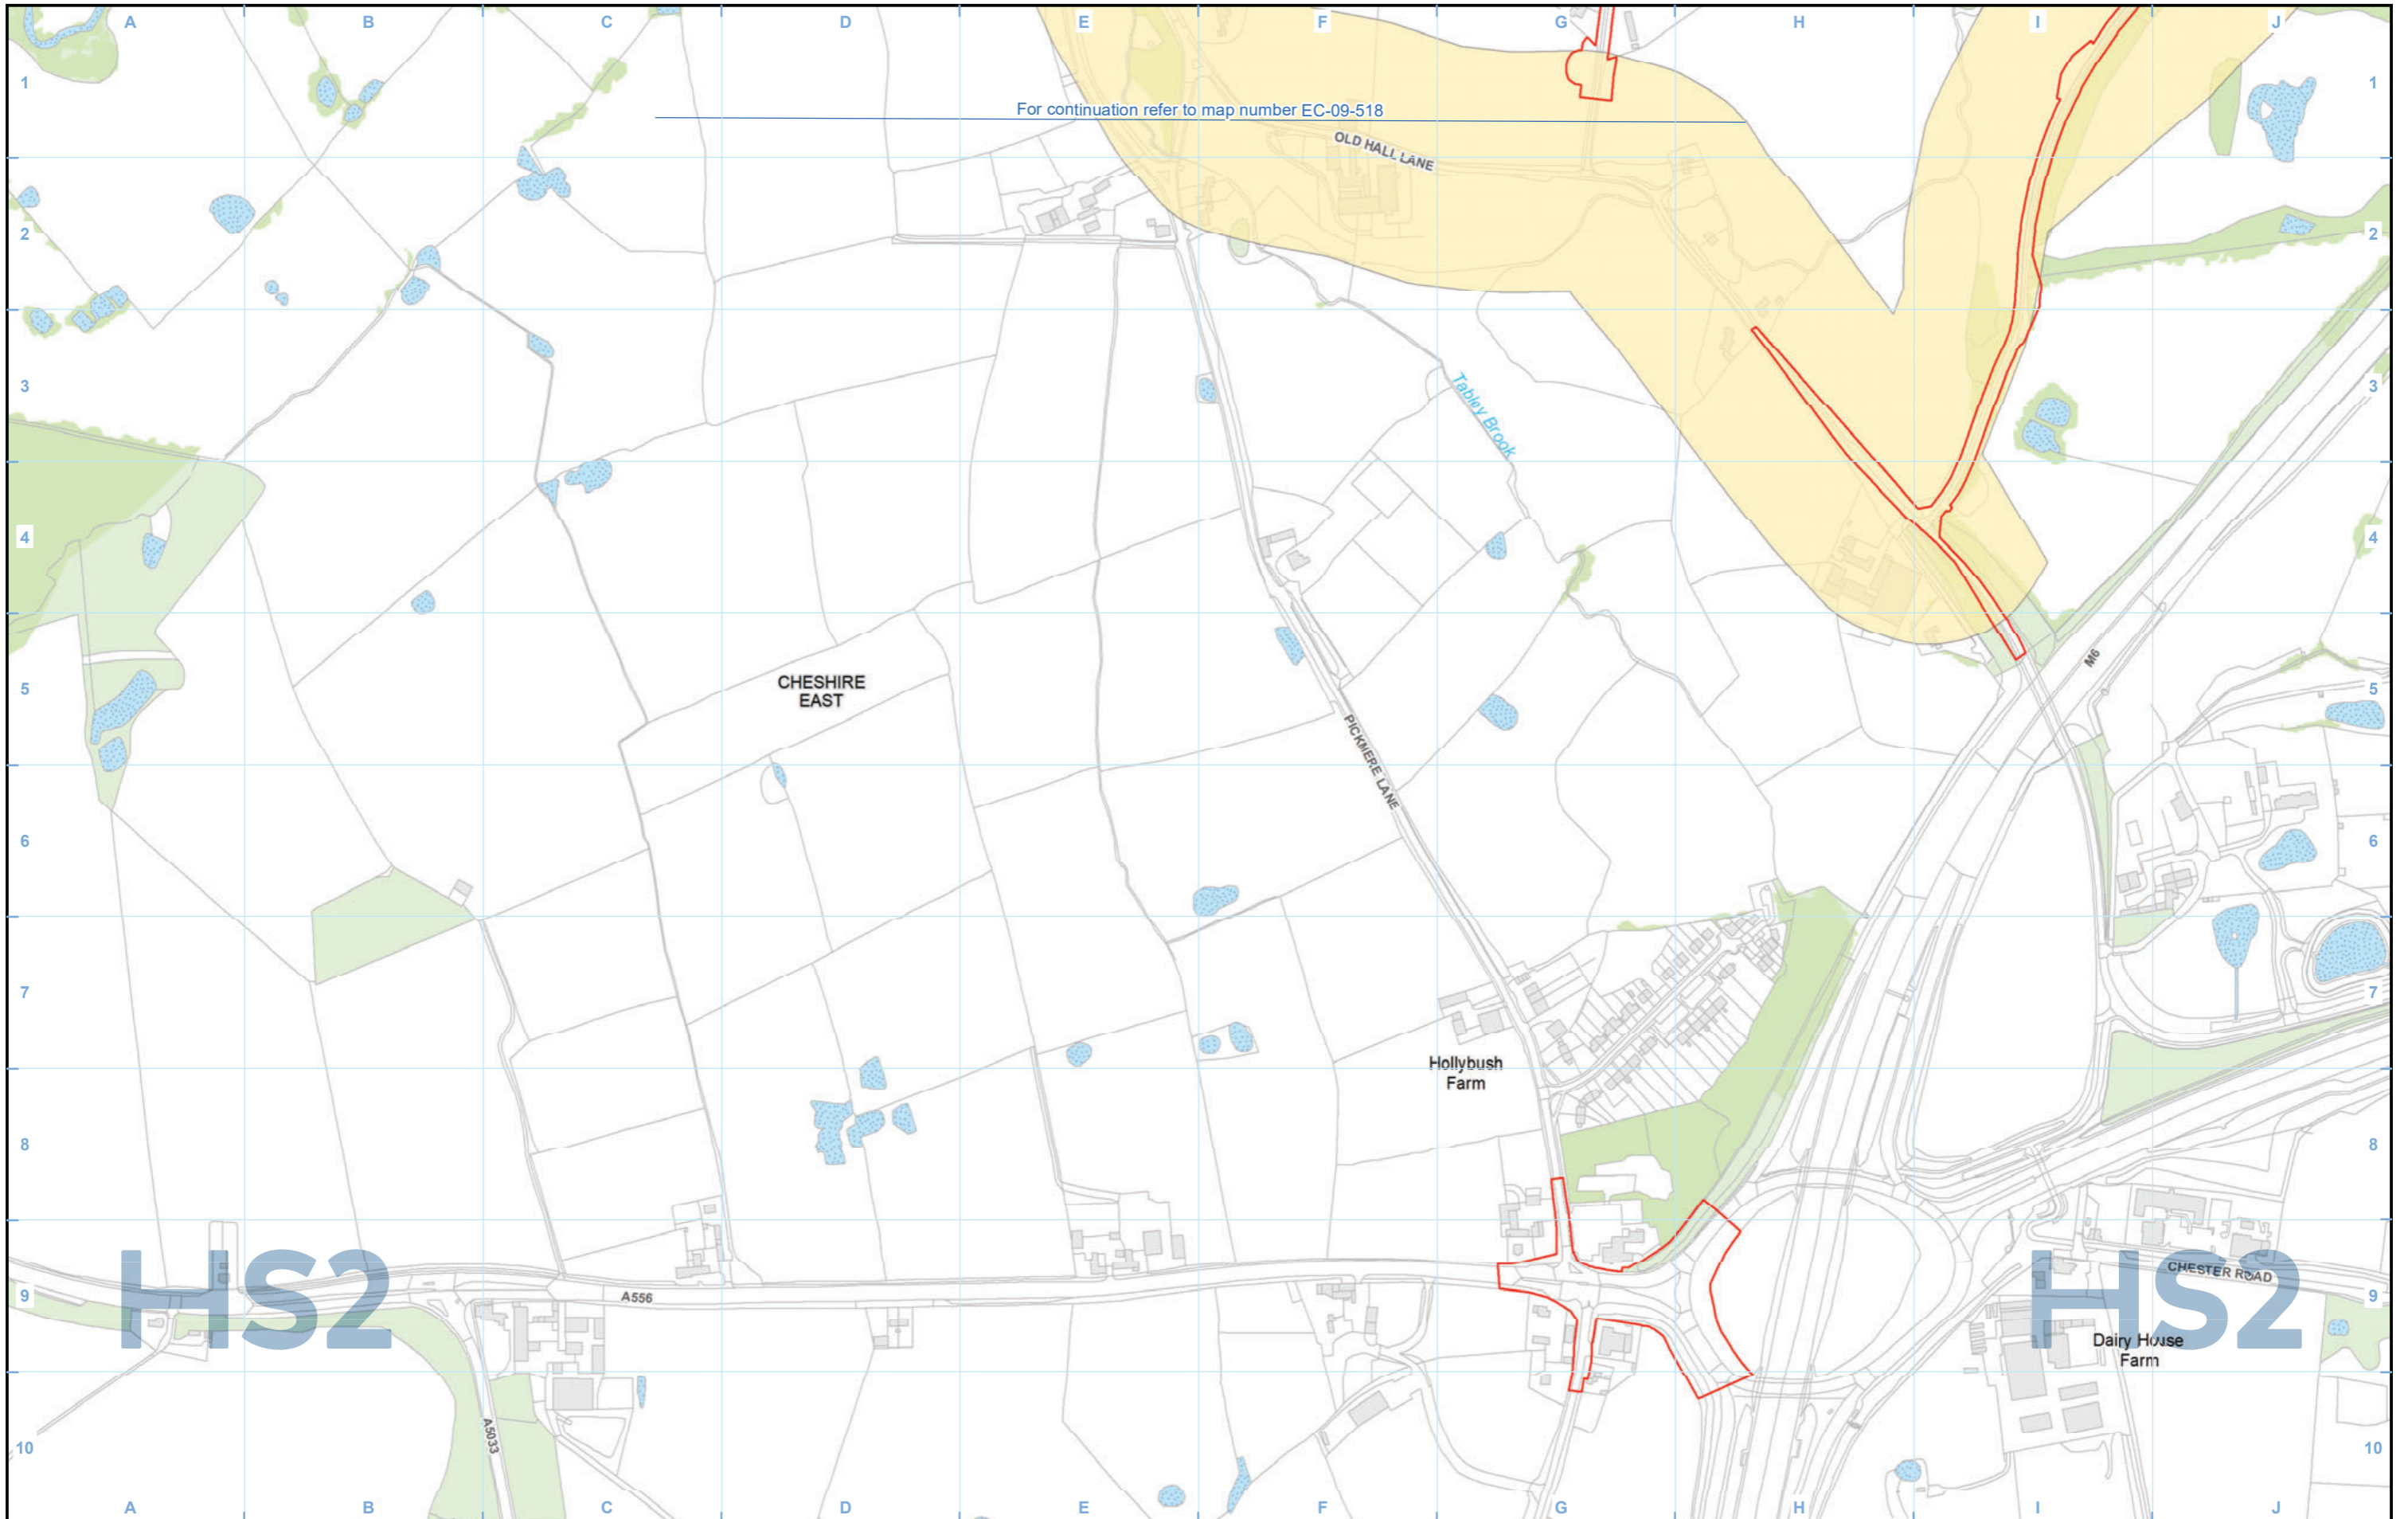 A B C D E F G H I J
1 1
For continuation refer to map number EC-09-518
OLD HALL LANE
2 2
3 3
Tabley Brook
4 4
M6
5 5
CHESHIRE
EAST
PICKMERE LANE
6 6
7 7
Hollybush
Farm
8 8
HS2 HS2
CHESTER ROAD
9 9
A556
Dairy House
Farm
A5033
10 10
A B C D E F G H I J